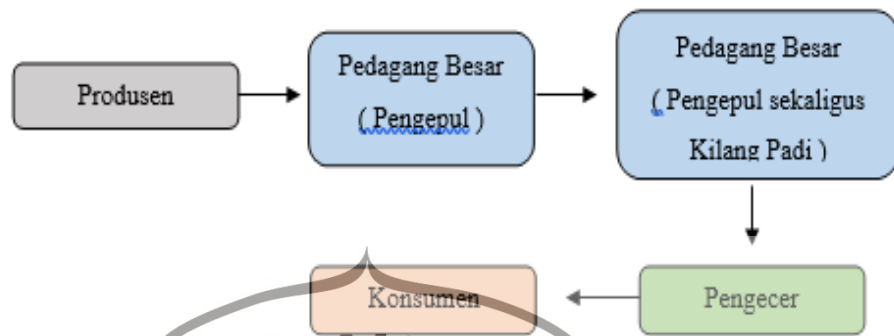 Produsen
Pedagang Besar
( Pengepul )
Pedagang Besar
( Pengepul sekaligus
Kilang Padi )
Pengecer
Konsumen